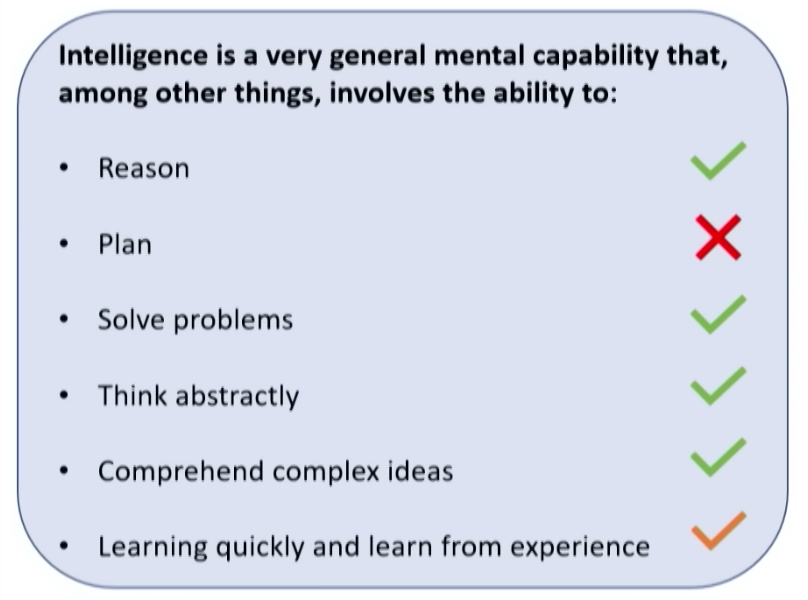 Intelligence is a very general mental capability that,
among other things, involves the ability to:
• Reason
• Plan
• Solve problems
• Think abstractly
• Comprehend complex ideas
• Learning quickly and learn from experience